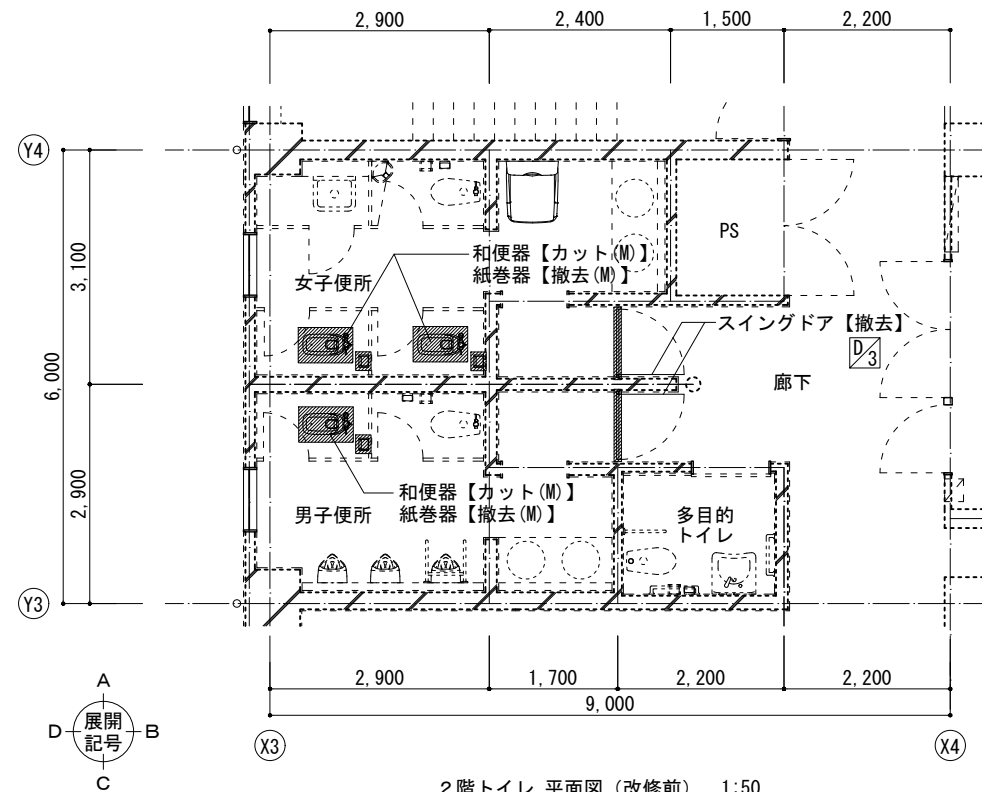 2,900
2,400
1,500
2,200
Y4
3,100
6,000
2,900
Y3
PS
和便器【カット(M)】
紙巻器【撤去(M)】
女子便所
スイングドア【撤去】
D
3
廊下
和便器【カット(M)】
紙巻器【撤去(M)】
男子便所
多目的
トイレ
2,900
1,700
2,200
2,200
9,000
A
D
展開
記号
B
C
X3
X4
2階トイレ 平面図（改修前） 1:50